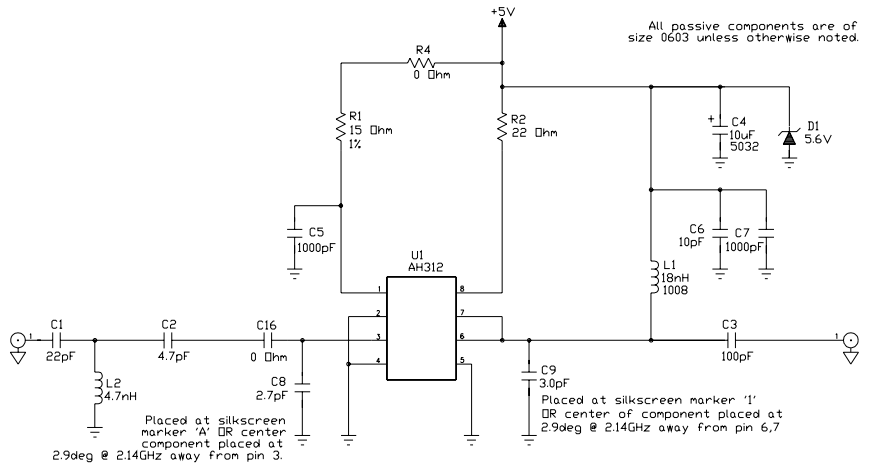 +5V
All passive components are of
size 0603 unless otherwise noted.
R4
0 Ohm
R1
15 Ohm
1%
R2
22 Ohm
+
C4
10uF
5032
D1
5.6V
C5
1000pF
C6
10pF
C7
1000pF
U1
AH312
L1
18nH
1008
1
8
2
7
3
6
4
5
1
C1
22pF
C2
4.7pF
C16
0 Ohm
C3
100pF
1
L2
4.7nH
C8
2.7pF
C9
3.0pF
Placed at silkscreen
marker 'A' OR center
component placed at
2.9deg @ 2.14GHz away from pin 3.
Placed at silkscreen marker '1'
OR center of component placed at
2.9deg @ 2.14GHz away from pin 6,7